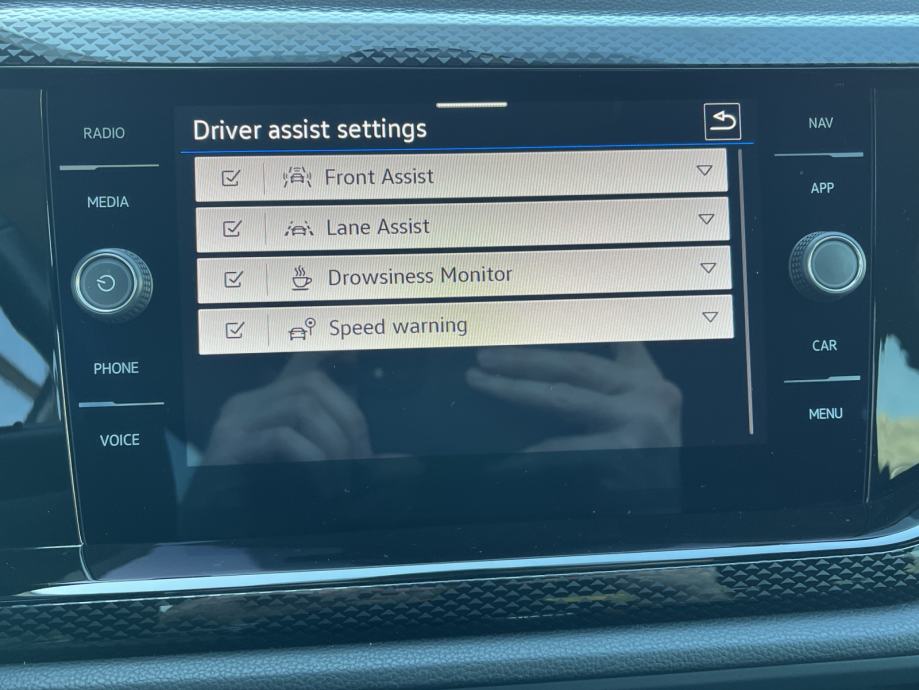 Driver assist settings
Front Assist
Lane Assist
Drowsiness Monitor
Speed warning
RADIO
MEDIA
PHONE
VOICE
NAV
APP
CAR
MENU